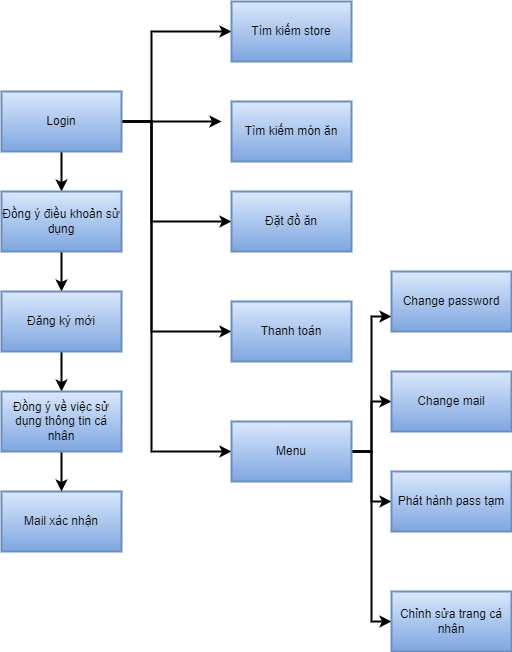 Tìm kiếm store
Login
Tìm kiếm món ăn
Đồng ý điều khoản sử
dụng
Đặt đồ ăn
Đăng ký mới
Thanh toán
Change password
Đồng ý về việc sử
dụng thông tin cá
nhân
Menu
Change mail
Mail xác nhận
Phát hành pass tạm
Chỉnh sửa trang cá
nhân